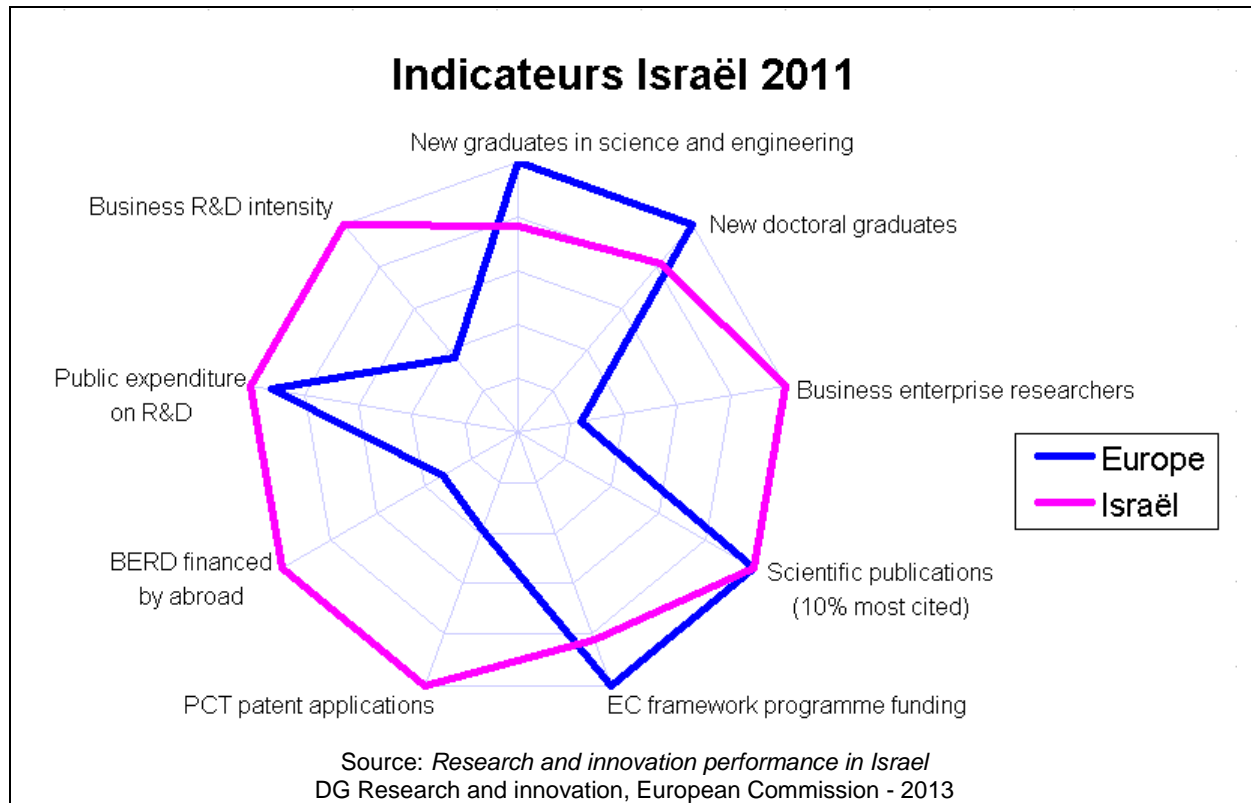 Indicateurs Israël 2011
New graduates in science and engineering
Business R&D intensity
New doctoral graduates
Public expenditure
on R&D
Business enterprise researchers
Europe
Israël
BERD financed
by abroad
Scientific publications
(10% most cited)
PCT patent applications
EC framework programme funding
Source: Research and innovation performance in Israel
DG Research and innovation, European Commission - 2013